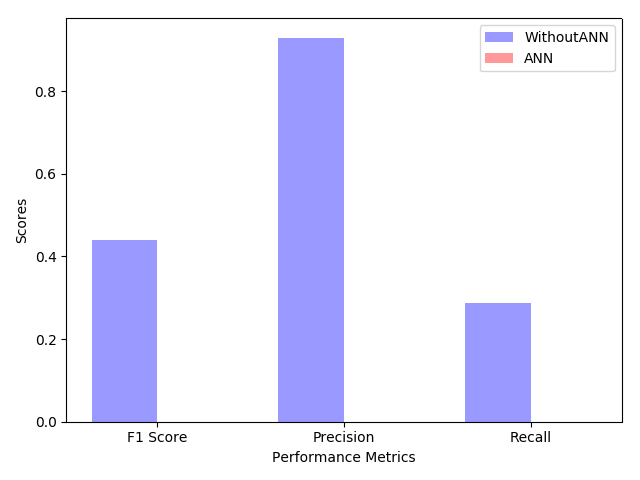 WithoutANN
ANN
0.8
0.6
0.4
0.2
0.0
Scores
F1 Score
Precision
Recall
Performance Metrics